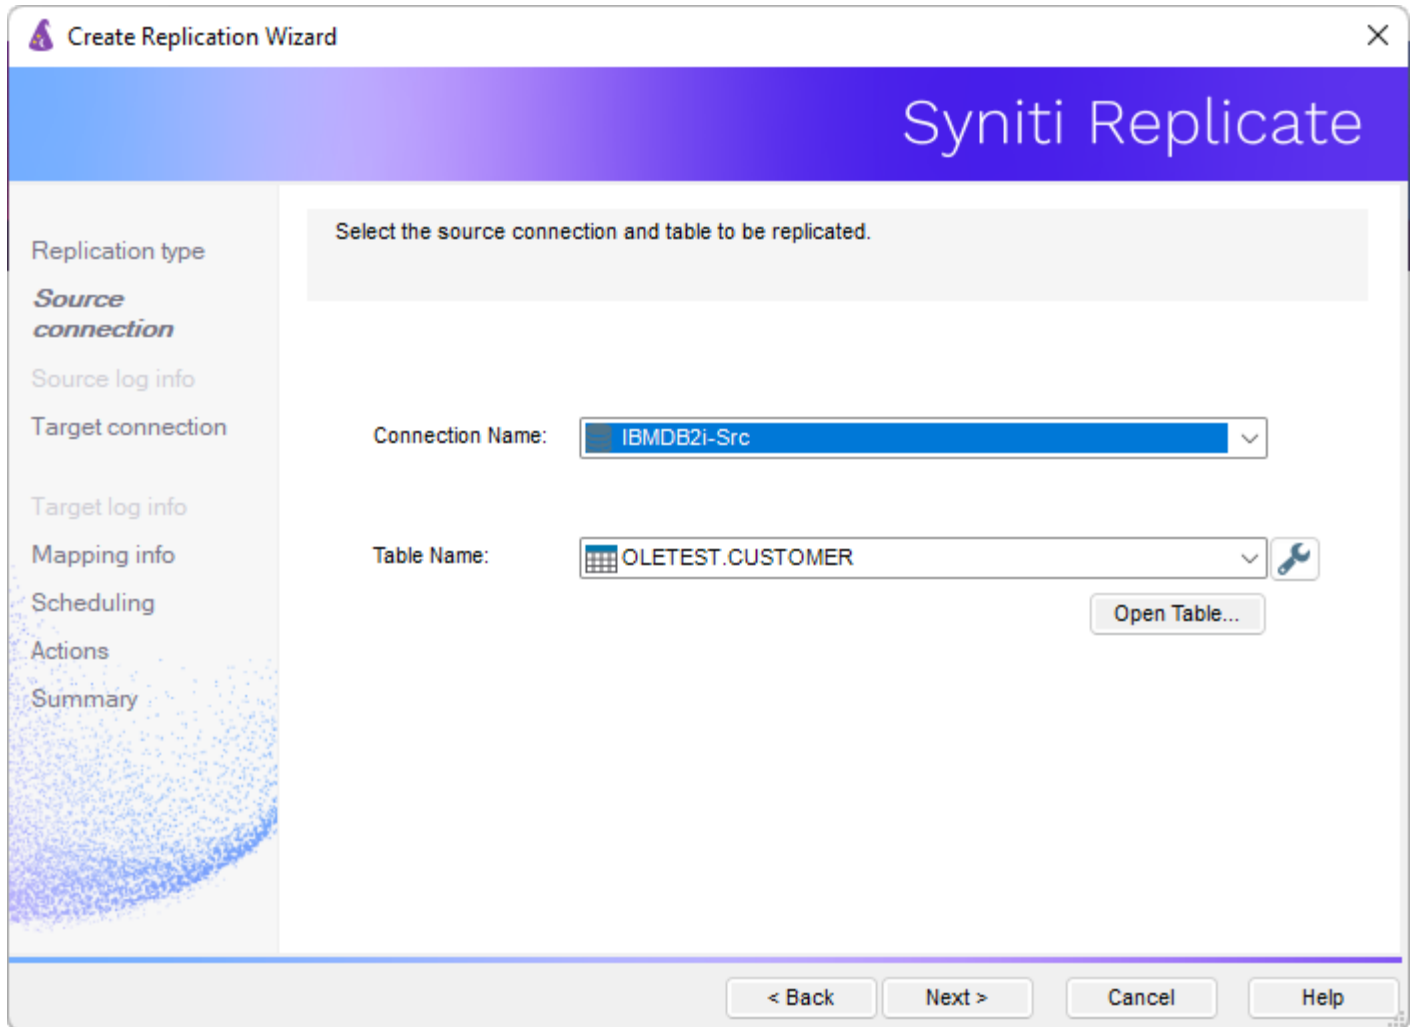 Create Replication Wizard
Syniti Replicate
Replication type
Source
connection
Source log info
Target connection
Target log info
Mapping info
Scheduling
Actions
Summary
Select the source connection and table to be replicated.
Connection Name: IBMDB2i-Src
Table Name: OLETEST.CUSTOMER
Open Table...
< Back Next > Cancel Help